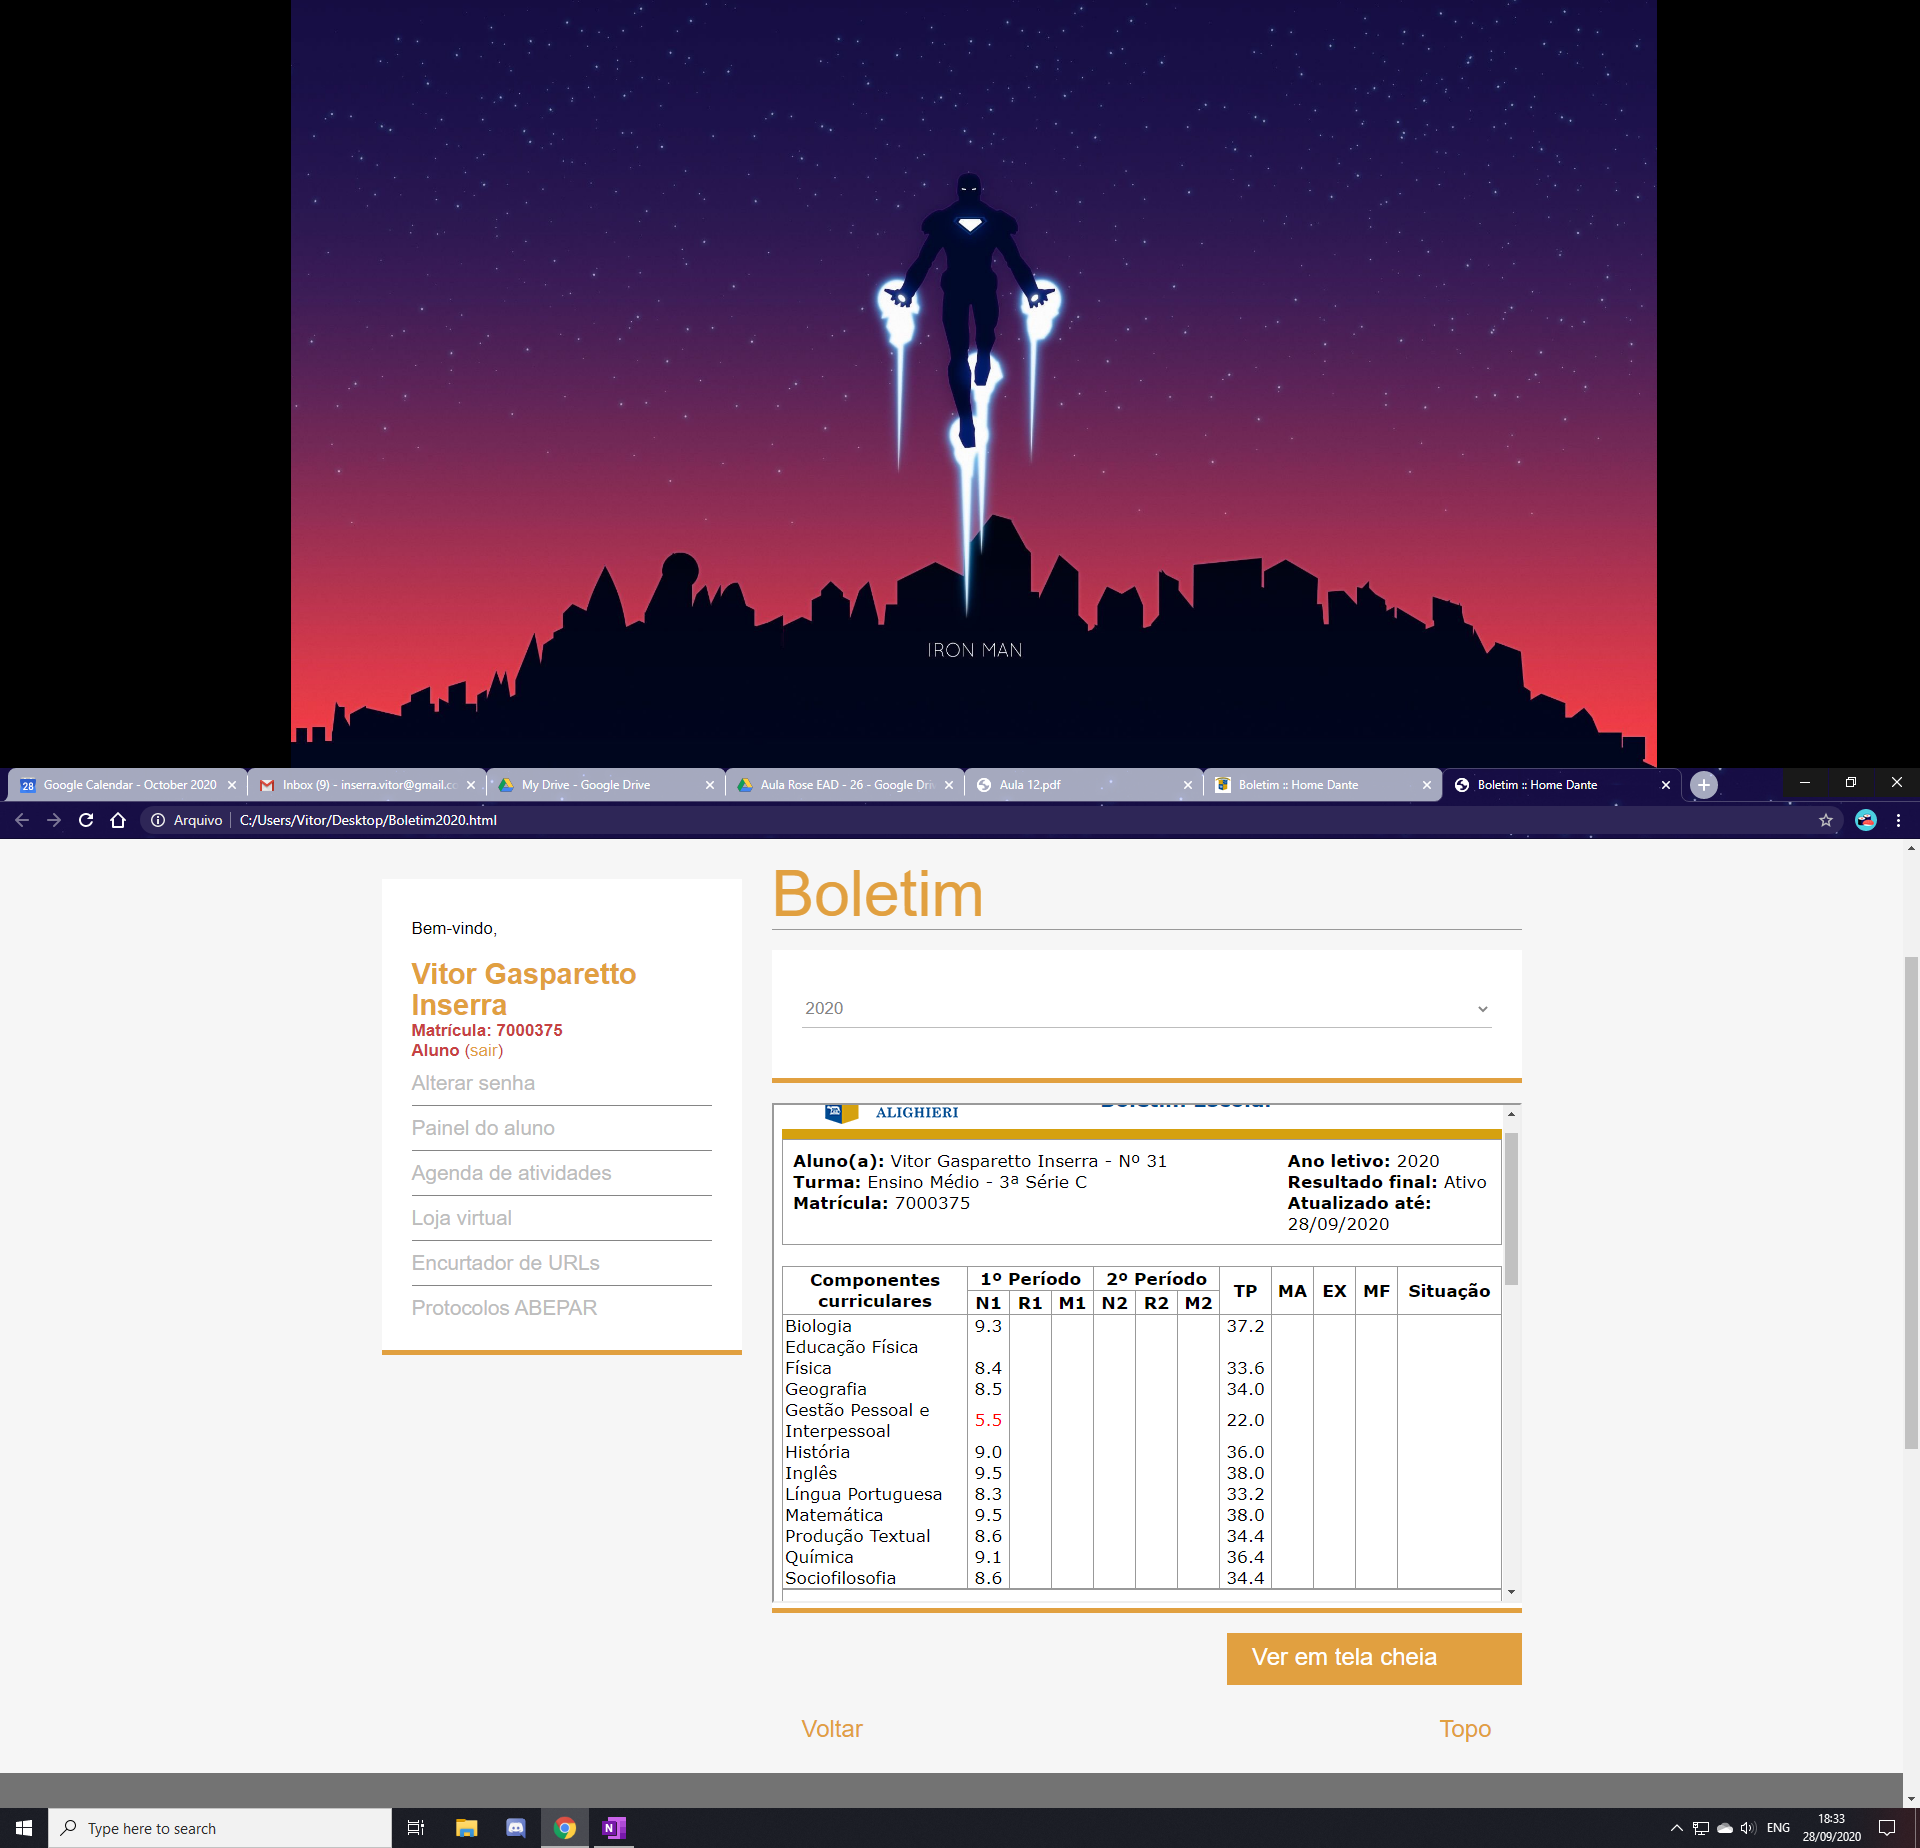 IRON MAN
28 Google Calendar - October 2020
Inbox (9) - inserra.vitor@gmail.co
My Drive - Google Drive
Aula Rose EAD - 26 - Google Driv
Aula 12.pdf
Boletim :: Home Dante
Boletim :: Home Dante
Arquivo
C:/Users/Vitor/Desktop/Boletim2020.html
Bem-vindo,
Vitor Gasparetto
Inserra
Matrícula: 7000375
Aluno (sair)
Alterar senha
Painel do aluno
Agenda de atividades
Loja virtual
Encurtador de URLs
Protocolos ABEPAR
Boletim
2020
ALIGHIERI Boletim Escolar
Aluno(a): Vitor Gasparetto Inserra - Nº 31
Turma: Ensino Médio - 3ª Série C
Matrícula: 7000375
Ano letivo: 2020
Resultado final: Ativo
Atualizado até:
28/09/2020
Componentes curriculares 1º Período 2º Período TP MA EX MF Situação
N1 R1 M1 N2 R2 M2
Biologia 9.3 37.2
Educação Física
Física 8.4 33.6
Geografia 8.5 34.0
Gestão Pessoal e
Interpessoal 5.5 22.0
História 9.0 36.0
Inglês 9.5 38.0
Língua Portuguesa 8.3 33.2
Matemática 9.5 38.0
Produção Textual 8.6 34.4
Química 9.1 36.4
Sociofilosofia 8.6 34.4
Ver em tela cheia
Voltar
Topo
Type here to search
N
ENG
18:33
28/09/2020